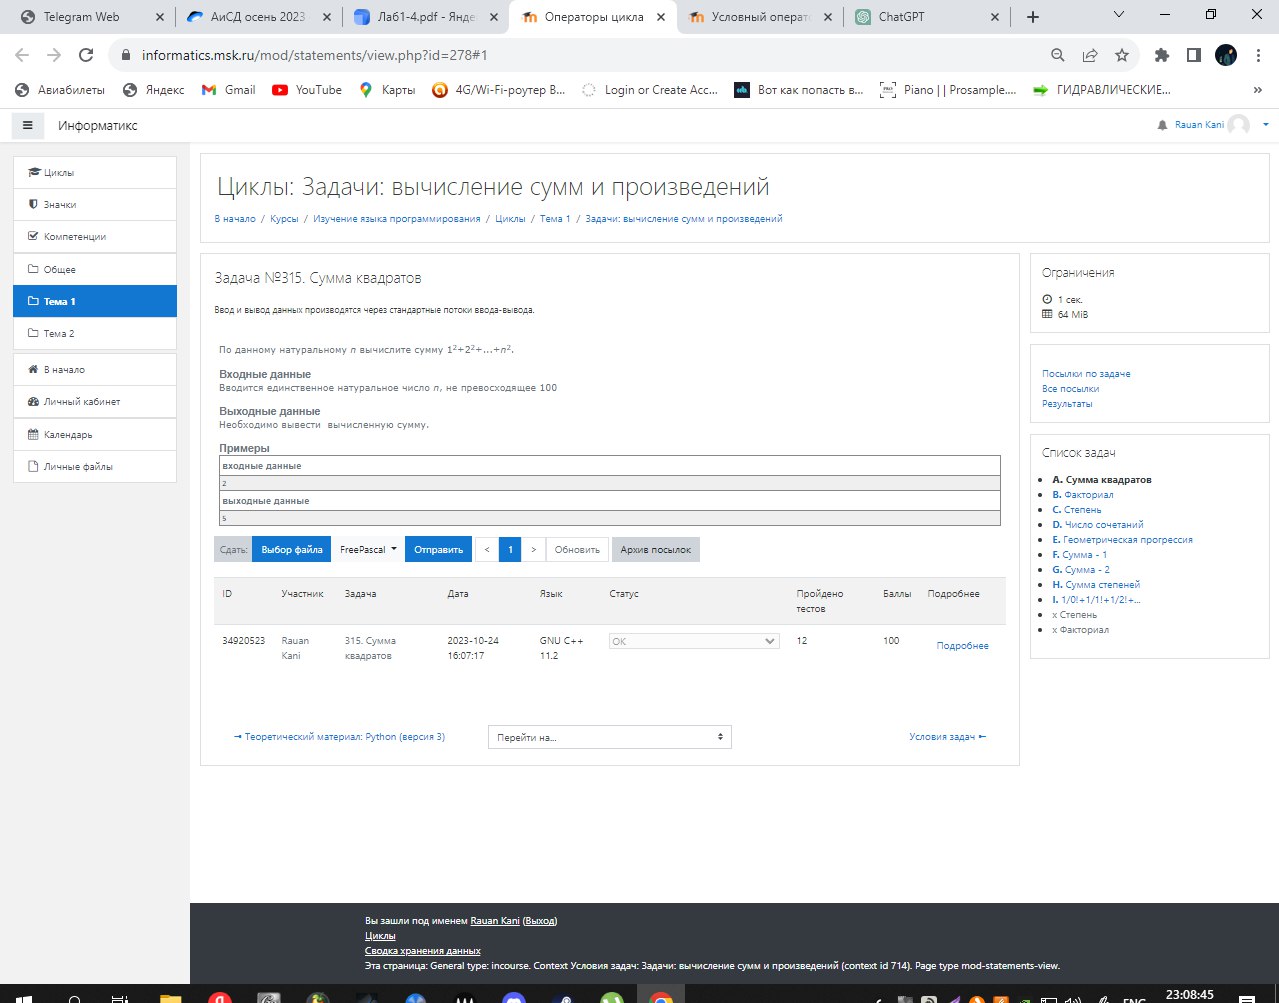 Telegram Web
АиСД осень 2023
Лаб1-4.pdf - Янде
Операторы цикла
Условный операт
ChatGPT
informatics.msk.ru/mod/statements/view.php?id=278#1
Авиабилеты
Яндекс
Gmail
YouTube
Карты
4G/Wi-Fi-роутер B...
Login or Create Acc...
Вот как попасть в...
Piano | | Prosample....
ГИДРАВЛИЧЕСКИЕ...
»
Информатикс
Rauan Kani
Циклы
Значки
Компетенции
Общее
Тема 1
Тема 2
В начало
Личный кабинет
Календарь
Личные файлы
Циклы: Задачи: вычисление сумм и произведений
В начало / Курсы / Изучение языка программирования / Циклы / Тема 1 / Задачи: вычисление сумм и произведений
Задача №315. Сумма квадратов
Ввод и вывод данных производятся через стандартные потоки ввода-вывода.
По данному натуральному n вычислите сумму 1²+2²+...+n².
Входные данные
Вводится единственное натуральное число n, не превосходящее 100
Выходные данные
Необходимо вывести вычисленную сумму.
Примеры
входные данные
2
выходные данные
5
Сдать: Выбор файла FreePascal Отправить < 1 > Обновить Архив посылок
ID Участник Задача Дата Язык Статус Пройдено тестов Баллы Подробнее
34920523 Rauan Kani 315. Сумма квадратов 2023-10-24 16:07:17 GNU C++ 11.2 OK 12 100 Подробнее
→ Теоретический материал: Python (версия 3)
Перейти на...
Условия задач ←
Ограничения
1 сек.
64 MiB
Посылки по задаче
Все посылки
Результаты
Список задач
A. Сумма квадратов
B. Факториал
C. Степень
D. Число сочетаний
E. Геометрическая прогрессия
F. Сумма - 1
G. Сумма - 2
H. Сумма степеней
I. 1/0!+1/1!+1/2!+...
x Степень
x Факториал
Вы зашли под именем Rauan Kani (Выход)
Циклы
Сводка хранения данных
Эта страница: General type: incourse. Context Условия задач: Задачи: вычисление сумм и произведений (context id 714). Page type mod-statements-view.
ENG
23:08:45